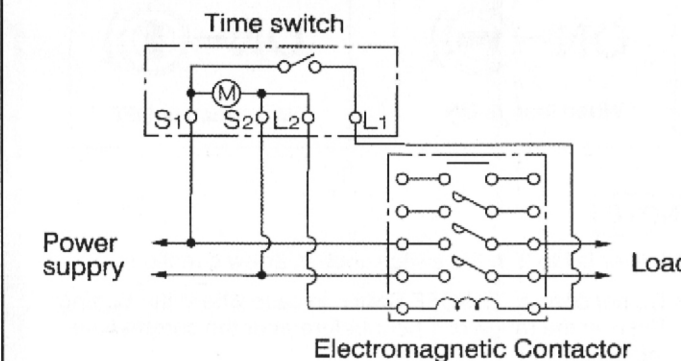 Time switch
M
S1 S2 L2 L1
Power
suppry
Load
Electromagnetic Contactor